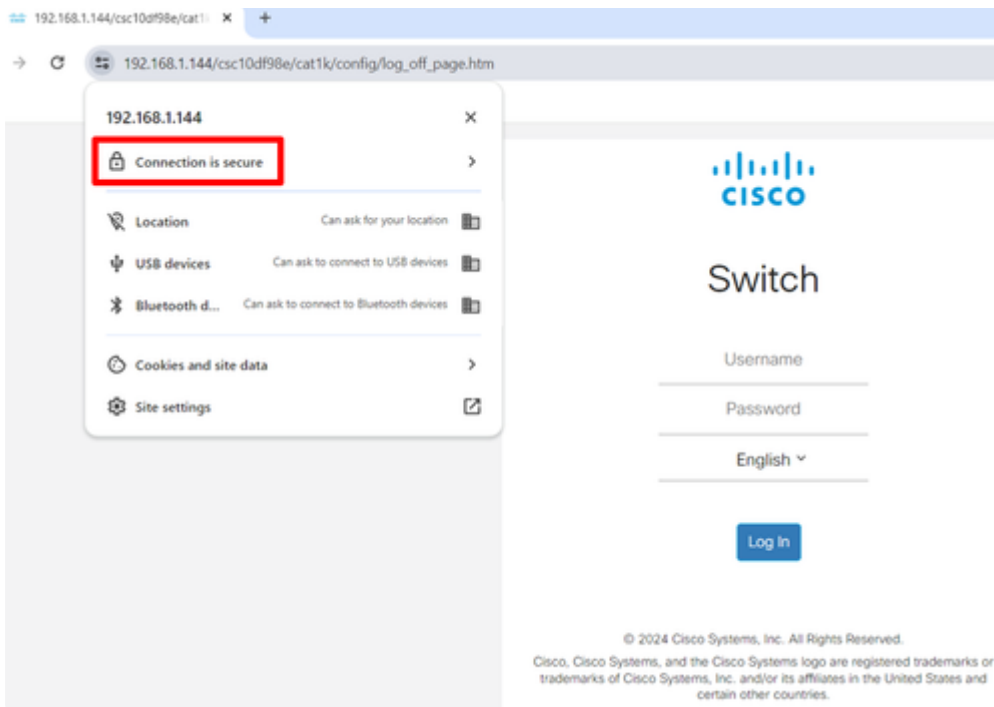 192.168.1.144/csc10df98e/cat1
192.168.1.144/csc10df98e/cat1k/config/log_off_page.htm
192.168.1.144
Connection is secure
Location Can ask for your location
USB devices Can ask to connect to USB devices
Bluetooth d... Can ask to connect to Bluetooth devices
Cookies and site data
Site settings
CISCO
Switch
Username
Password
English
Log In
© 2024 Cisco Systems, Inc. All Rights Reserved.
Cisco, Cisco Systems, and the Cisco Systems logo are registered trademarks or
trademarks of Cisco Systems, Inc. and/or its affiliates in the United States and
certain other countries.